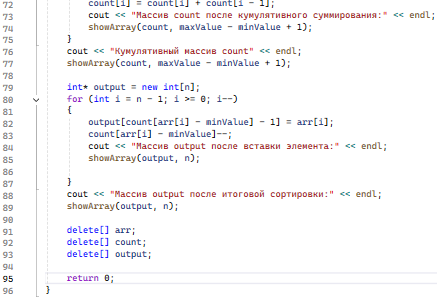 72 count[i] = count[i] + count[i - 1];
73 cout << "Массив count после кумулятивного суммирования:" << endl;
74 showArray(count, maxValue - minValue + 1);
75 }
76 cout << "Кумулятивный массив count" << endl;
77 showArray(count, maxValue - minValue + 1);
78
79 int* output = new int[n];
80 for (int i = n - 1; i >= 0; i--)
81 {
82 output[count[arr[i] - minValue] - 1] = arr[i];
83 count[arr[i] - minValue]--;
84 cout << "Массив output после вставки элемента:" << endl;
85 showArray(output, n);
86
87 }
88 cout << "Массив output после итоговой сортировки:" << endl;
89 showArray(output, n);
90
91 delete[] arr;
92 delete[] count;
93 delete[] output;
94
95 return 0;
96 }